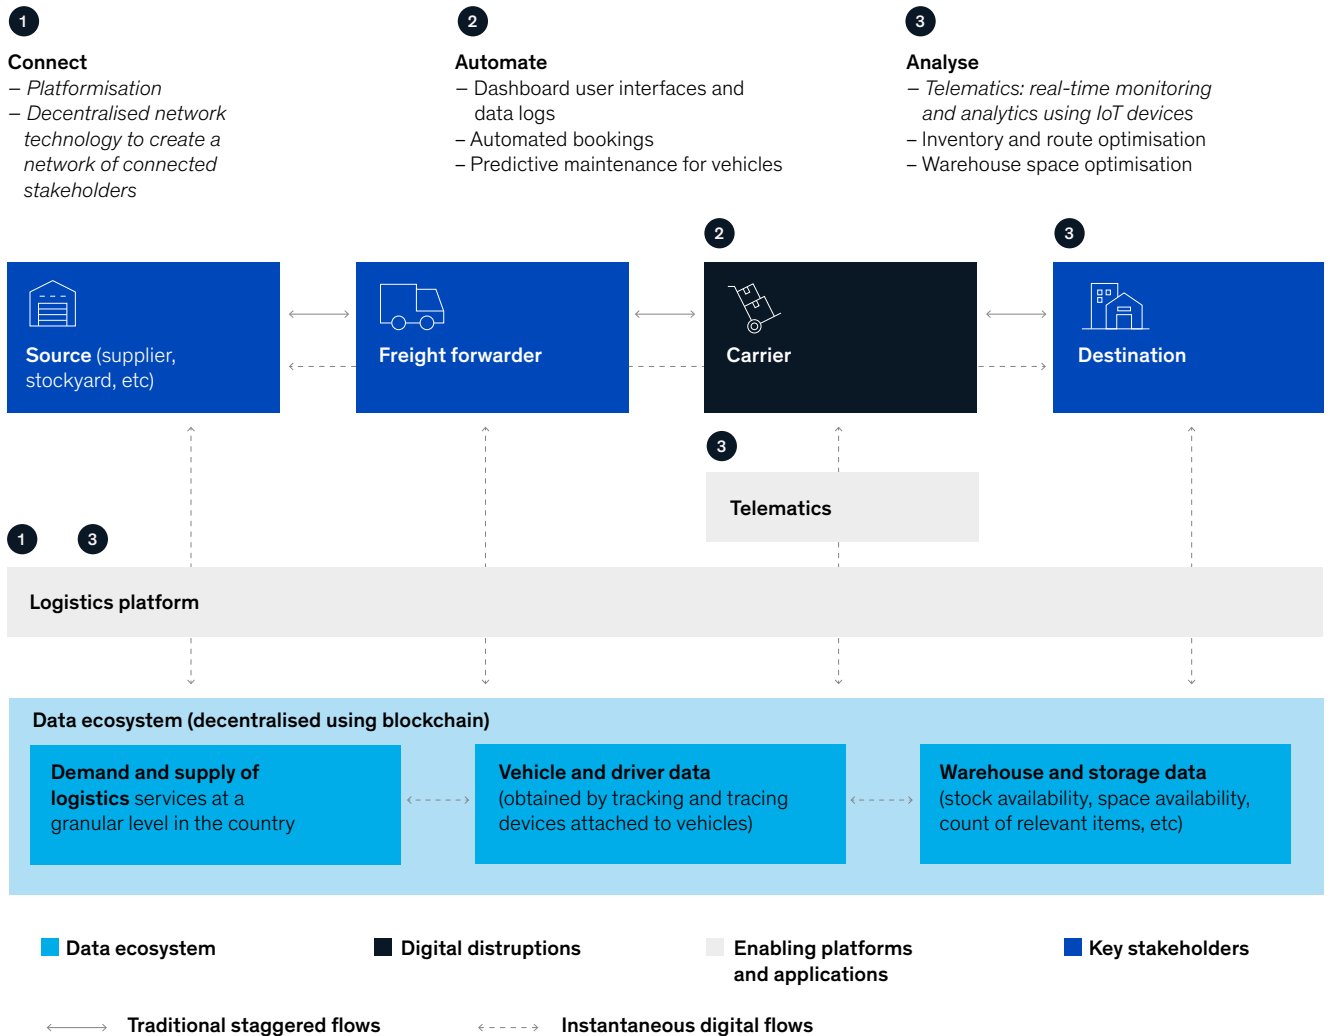 1
Connect
– Platformisation
– Decentralised network
technology to create a
network of connected
stakeholders
2
Automate
– Dashboard user interfaces and
data logs
– Automated bookings
– Predictive maintenance for vehicles
3
Analyse
– Telematics: real-time monitoring
and analytics using IoT devices
– Inventory and route optimisation
– Warehouse space optimisation
2
3
Source (supplier,
stockyard, etc)
Freight forwarder
Carrier
Destination
3
Telematics
1
3
Logistics platform
Data ecosystem (decentralised using blockchain)
Demand and supply of
logistics services at a
granular level in the country
Vehicle and driver data
(obtained by tracking and tracing
devices attached to vehicles)
Warehouse and storage data
(stock availability, space availability,
count of relevant items, etc)
Data ecosystem
Digital distruptions
Enabling platforms
and applications
Key stakeholders
Traditional staggered flows
Instantaneous digital flows